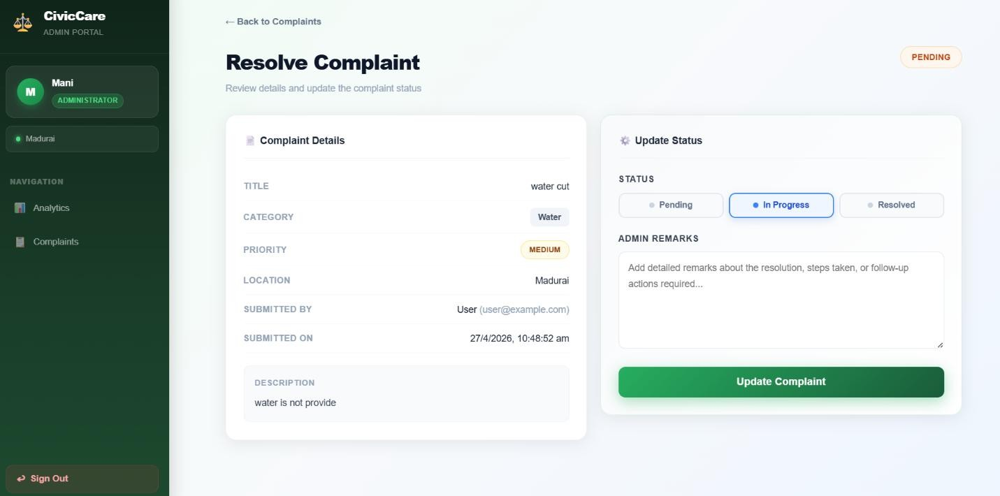 CivicCare
ADMIN PORTAL
M
Mani
ADMINISTRATOR
Madurai
NAVIGATION
Analytics
Complaints
Sign Out
← Back to Complaints
Resolve Complaint
PENDING
Review details and update the complaint status
Complaint Details
TITLE water cut
CATEGORY Water
PRIORITY MEDIUM
LOCATION Madurai
SUBMITTED BY User (user@example.com)
SUBMITTED ON 27/4/2026, 10:48:52 am
DESCRIPTION
water is not provide
Update Status
STATUS
Pending In Progress Resolved
ADMIN REMARKS
Add detailed remarks about the resolution, steps taken, or follow-up
actions required...
Update Complaint